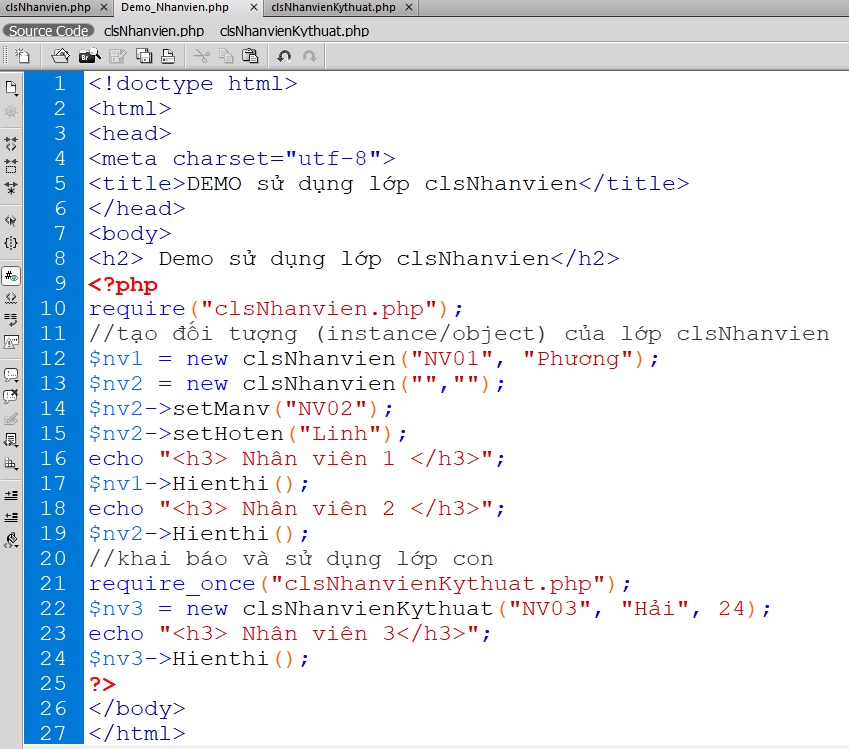 clsNhanvien.php × Demo_Nhanvien.php × clsNhanvienKythuat.php ×
Source Code clsNhanvien.php clsNhanvienKythuat.php
1 <!doctype html>
2 <html>
3 <head>
4 <meta charset="utf-8">
5 <title>DEMO sử dụng lớp clsNhanvien</title>
6 </head>
7 <body>
8 <h2> Demo sử dụng lớp clsNhanvien</h2>
9 <?php
10 require("clsNhanvien.php");
11 //tạo đối tượng (instance/object) của lớp clsNhanvien
12 $nv1 = new clsNhanvien("NV01", "Phương");
13 $nv2 = new clsNhanvien("","");
14 $nv2->setManv("NV02");
15 $nv2->setHoten("Linh");
16 echo "<h3> Nhân viên 1 </h3>";
17 $nv1->Hienthi();
18 echo "<h3> Nhân viên 2 </h3>";
19 $nv2->Hienthi();
20 //khai báo và sử dụng lớp con
21 require_once("clsNhanvienKythuat.php");
22 $nv3 = new clsNhanvienKythuat("NV03", "Hải", 24);
23 echo "<h3> Nhân viên 3</h3>";
24 $nv3->Hienthi();
25 ?>
26 </body>
27 </html>